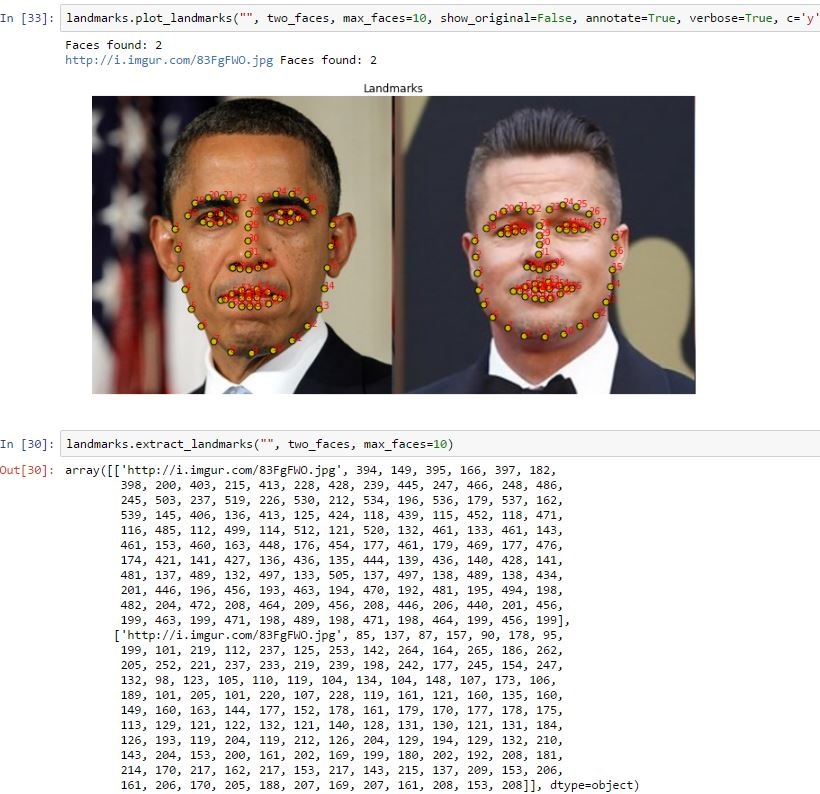 In [33]: landmarks.plot_landmarks("", two_faces, max_faces=10, show_original=False, annotate=True, verbose=True, c='y'
Faces found: 2
http://i.imgur.com/83FgFWO.jpg Faces found: 2
Landmarks
In [30]: landmarks.extract_landmarks("", two_faces, max_faces=10)
Out[30]: array([['http://i.imgur.com/83FgFWO.jpg', 394, 149, 395, 166, 397, 182,
398, 200, 403, 215, 413, 228, 428, 239, 445, 247, 466, 248, 486,
245, 503, 237, 519, 226, 530, 212, 534, 196, 536, 179, 537, 162,
539, 145, 406, 136, 413, 125, 424, 118, 439, 115, 452, 118, 471,
116, 485, 112, 499, 114, 512, 121, 520, 132, 461, 133, 461, 143,
461, 153, 460, 163, 448, 176, 454, 177, 461, 179, 469, 177, 476,
174, 421, 141, 427, 136, 436, 135, 444, 139, 436, 140, 428, 141,
481, 137, 489, 132, 497, 133, 505, 137, 497, 138, 489, 138, 434,
201, 446, 196, 456, 193, 463, 194, 470, 192, 481, 195, 494, 198,
482, 204, 472, 208, 464, 209, 456, 208, 446, 206, 440, 201, 456,
199, 463, 199, 471, 198, 489, 198, 471, 198, 464, 199, 456, 199],
['http://i.imgur.com/83FgFWO.jpg', 85, 137, 87, 157, 90, 178, 95,
199, 101, 219, 112, 237, 125, 253, 142, 264, 164, 265, 186, 262,
205, 252, 221, 237, 233, 219, 239, 198, 242, 177, 245, 154, 247,
132, 98, 123, 105, 110, 119, 104, 134, 104, 148, 107, 173, 106,
189, 101, 205, 101, 220, 107, 228, 119, 161, 121, 160, 135, 160,
149, 160, 163, 144, 177, 152, 178, 161, 179, 170, 177, 178, 175,
113, 129, 121, 122, 132, 121, 140, 128, 131, 130, 121, 131, 184,
126, 193, 119, 204, 119, 212, 126, 204, 129, 194, 129, 132, 210,
143, 204, 153, 200, 161, 202, 169, 199, 180, 202, 192, 208, 181,
214, 170, 217, 162, 217, 153, 217, 143, 215, 137, 209, 153, 206,
161, 206, 170, 205, 188, 207, 169, 207, 161, 208, 153, 208]], dtype=object)